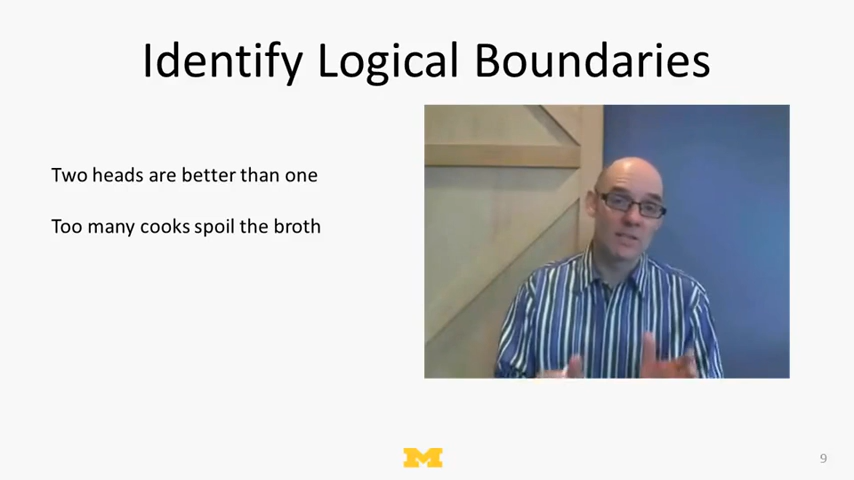 Identify Logical Boundaries
Two heads are better than one
Too many cooks spoil the broth
M
9